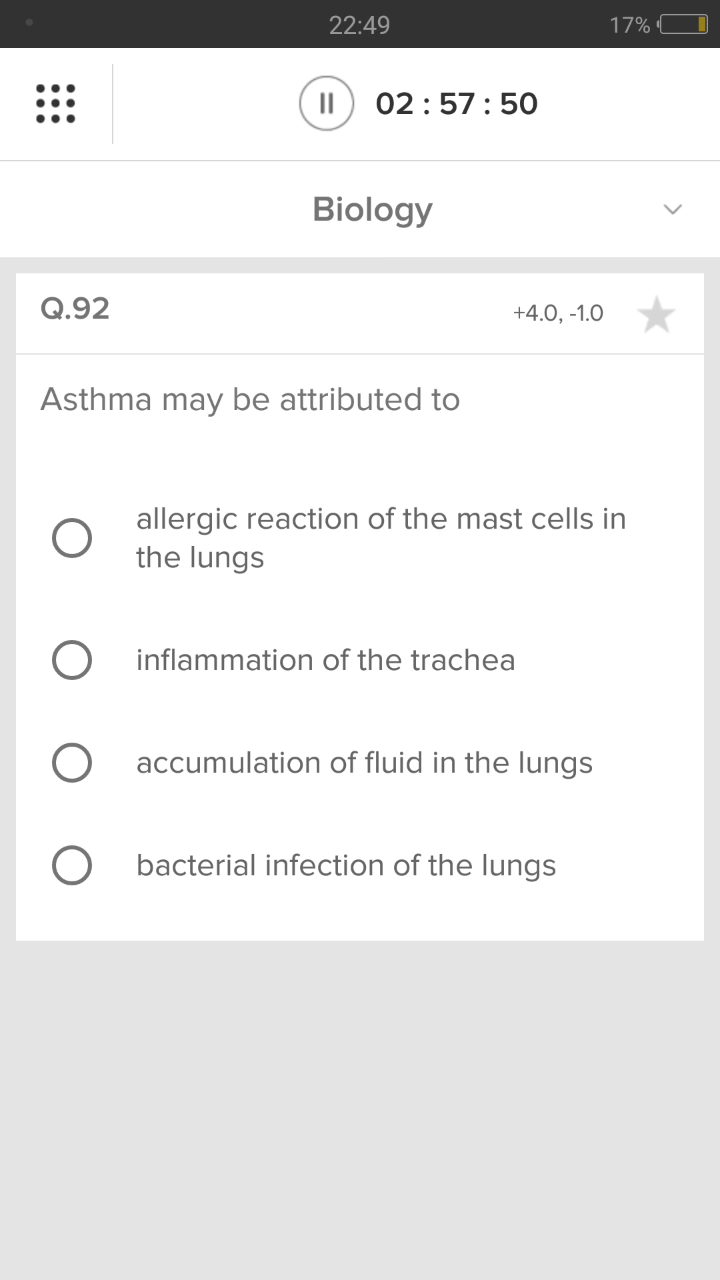 22:49
17%
02 : 57 : 50
Biology
Q.92
+4.0, -1.0
Asthma may be attributed to
allergic reaction of the mast cells in
the lungs
inflammation of the trachea
accumulation of fluid in the lungs
bacterial infection of the lungs